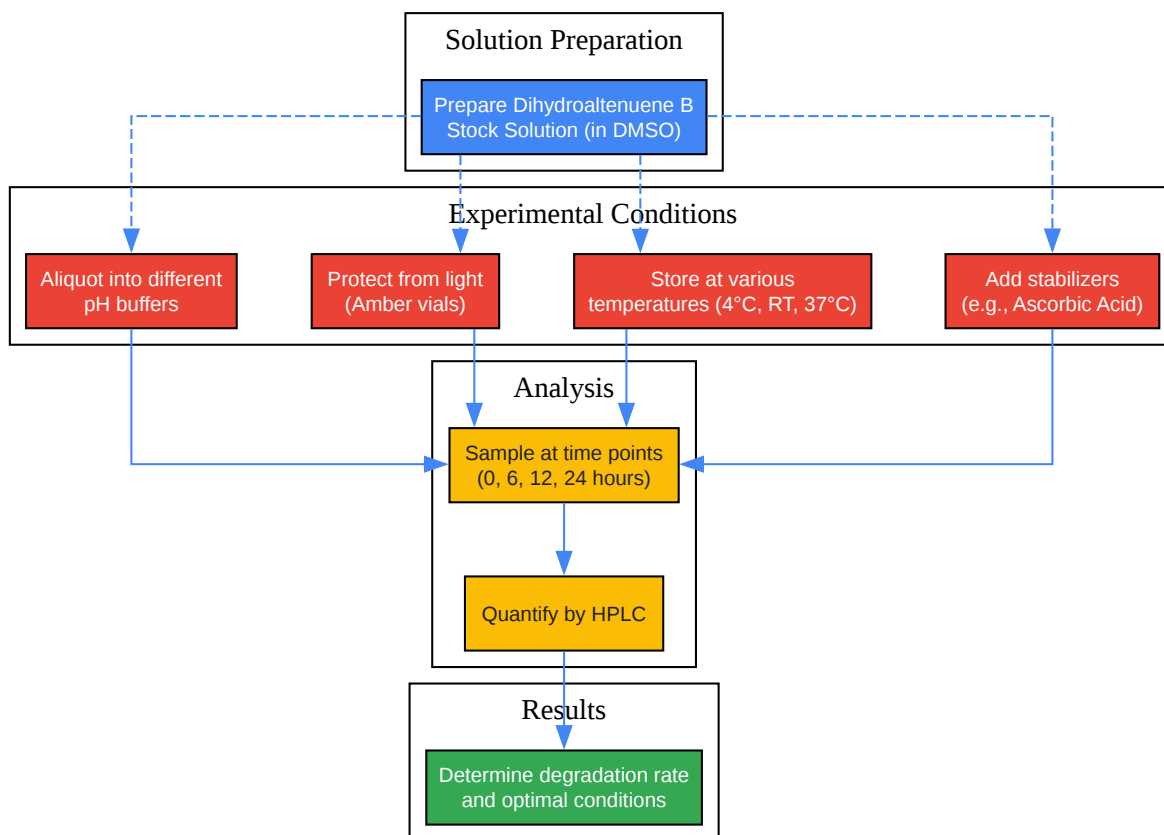 Solution Preparation
Prepare Dihydroaltenuene B
Stock Solution (in DMSO)
Experimental Conditions
Aliquot into different
pH buffers
Protect from light
(Amber vials)
Store at various
temperatures (4°C, RT, 37°C)
Add stabilizers
(e.g., Ascorbic Acid)
Analysis
Sample at time points
(0, 6, 12, 24 hours)
Quantify by HPLC
Results
Determine degradation rate
and optimal conditions